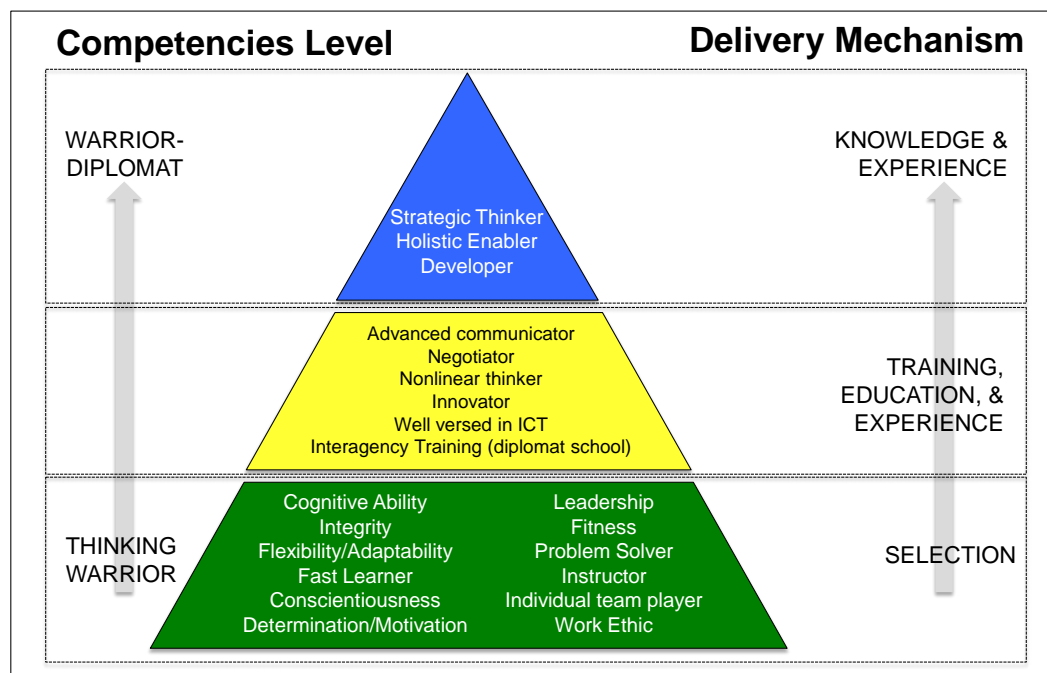 Competencies Level
Delivery Mechanism
WARRIOR-
DIPLOMAT
KNOWLEDGE &
EXPERIENCE
Strategic Thinker
Holistic Enabler
Developer
Advanced communicator
Negotiator
Nonlinear thinker
Innovator
Well versed in ICT
Interagency Training (diplomat school)
TRAINING,
EDUCATION, &
EXPERIENCE
THINKING
WARRIOR
Cognitive Ability
Integrity
Flexibility/Adaptability
Fast Learner
Conscientiousness
Determination/Motivation
Leadership
Fitness
Problem Solver
Instructor
Individual team player
Work Ethic
SELECTION